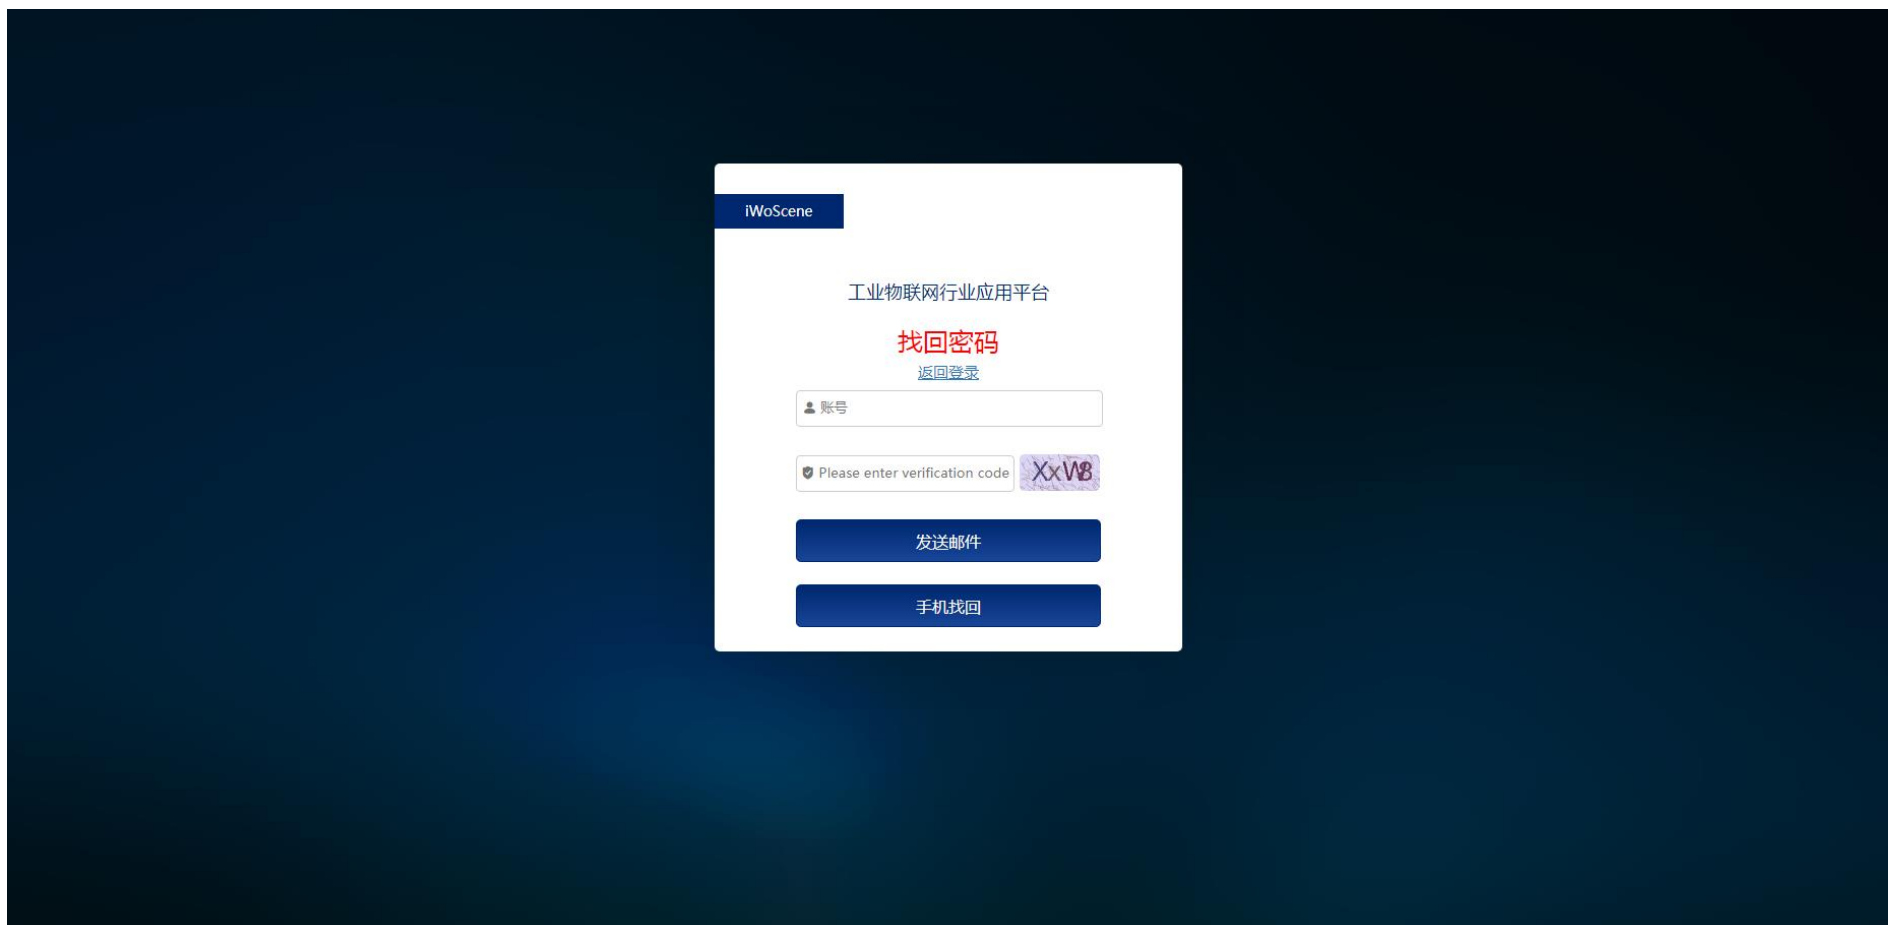 iWoScene
工业物联网行业应用平台
找回密码
返回登录
账号
Please enter verification code XxW8
发送邮件
手机找回